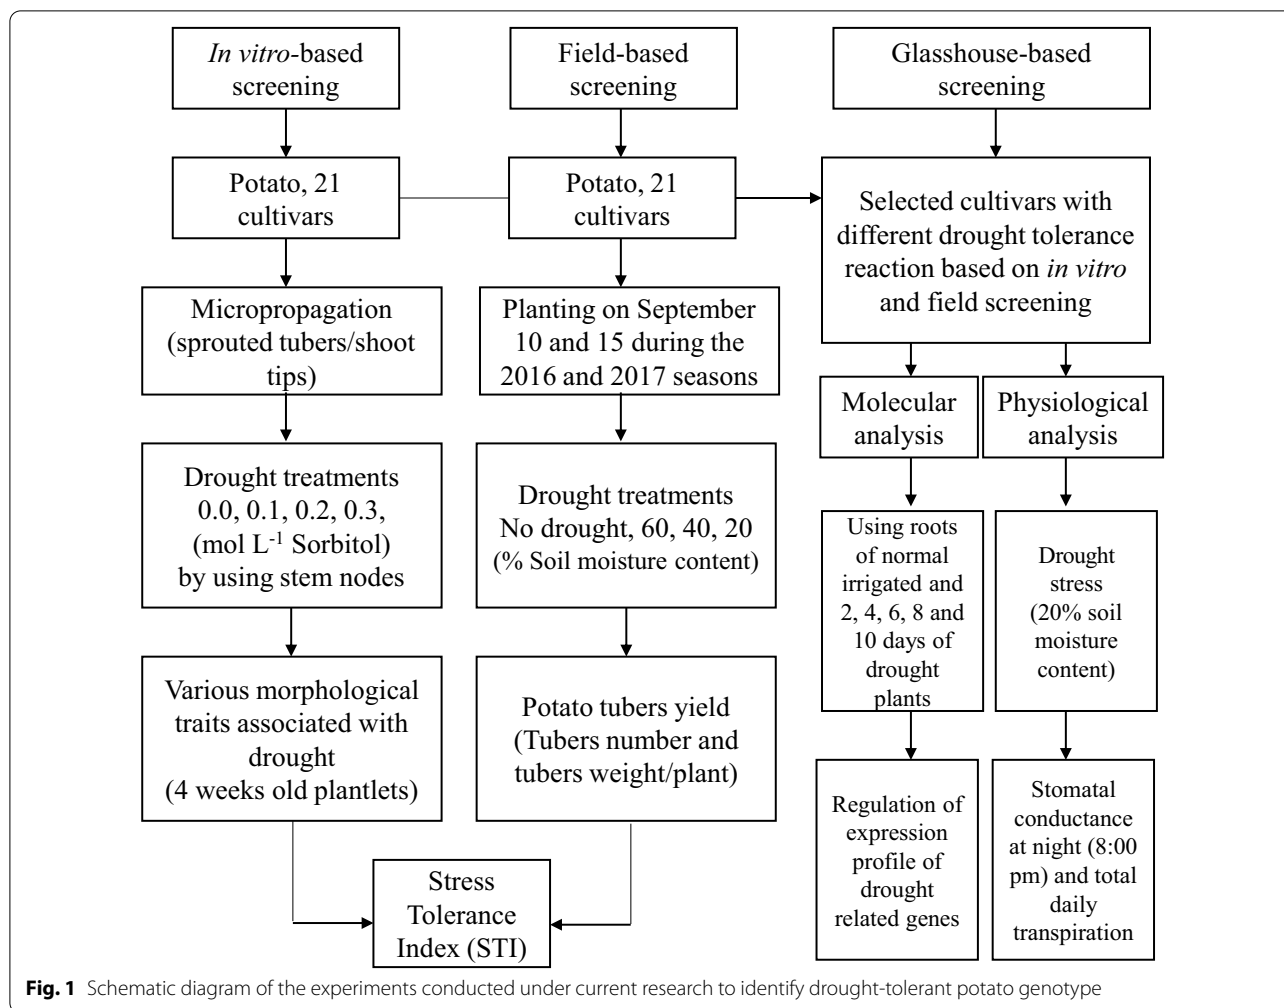 In vitro-based
screening
Potato, 21
cultivars
Micropropagation
(sprouted tubers/shoot
tips)
Drought treatments
0.0, 0.1, 0.2, 0.3,
(mol L⁻¹ Sorbitol)
by using stem nodes
Various morphological
traits associated with
drought
(4 weeks old plantlets)
Field-based
screening
Potato, 21
cultivars
Planting on September
10 and 15 during the
2016 and 2017 seasons
Drought treatments
No drought, 60, 40, 20
(% Soil moisture content)
Potato tubers yield
(Tubers number and
tubers weight/plant)
Stress
Tolerance
Index (STI)
Glasshouse-based
screening
Selected cultivars with
different drought tolerance
reaction based on in vitro
and field screening
Molecular
analysis
Using roots
of normal
irrigated and
2, 4, 6, 8 and
10 days of
drought
plants
Regulation of
expression
profile of
drought
related genes
Physiological
analysis
Drought
stress
(20% soil
moisture
content)
Stomatal
conductance
at night (8:00
pm) and total
daily
transpiration
Fig. 1 Schematic diagram of the experiments conducted under current research to identify drought-tolerant potato genotype